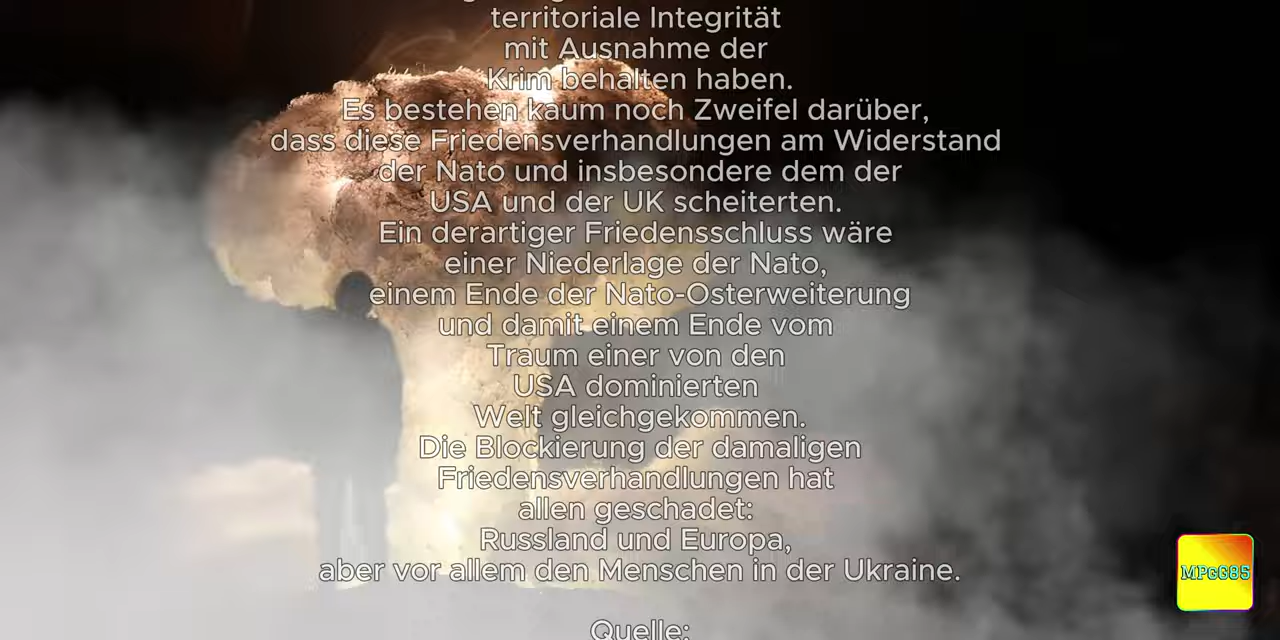 territoriale Integrität
mit Ausnahme der
Krim behalten haben.
Es bestehen kaum noch Zweifel darüber,
dass diese Friedensverhandlungen am Widerstand
der Nato und insbesondere dem der
USA und der UK scheiterten.
Ein derartiger Friedensschluss wäre
einer Niederlage der Nato,
einem Ende der Nato-Osterweiterung
und damit einem Ende vom
Traum einer von den
USA dominierten
Welt gleichgekommen.
Die Blockierung der damaligen
Friedensverhandlungen hat
allen geschadet:
Russland und Europa,
aber vor allem den Menschen in der Ukraine.
Quelle:
MPGG85